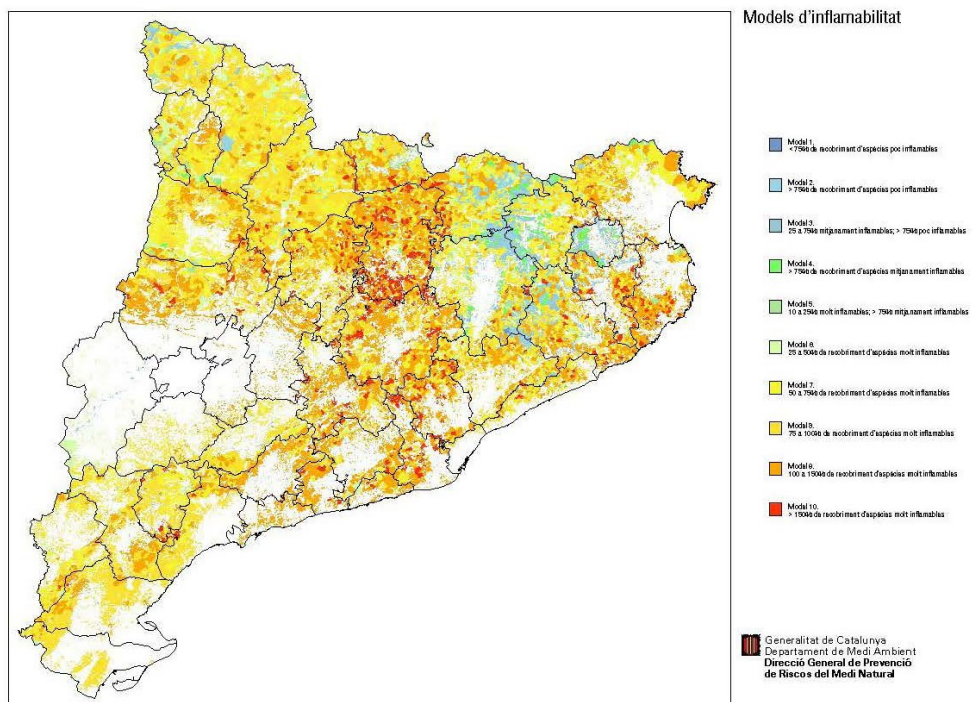 Models d'inflamabilitat
Model 1.
<75% de recobriment d'espècies poc inflamables
Model 2.
> 75% de recobriment d'espècies poc inflamables
Model 3.
25 a 75% mitjanament inflamables; > 75% poc inflamables
Model 4.
> 75% de recobriment d'espècies mitjanament inflamables
Model 5.
10 a 25% molt inflamables; > 75% mitjanament inflamables
Model 6.
25 a 50% de recobriment d'espècies molt inflamables
Model 7.
50 a 75% de recobriment d'espècies molt inflamables
Model 8.
75 a 100% de recobriment d'espècies molt inflamables
Model 9.
100 a 150% de recobriment d'espècies molt inflamables
Model 10.
> 150% de recobriment d'espècies molt inflamables
Generalitat de Catalunya
Departament de Medi Ambient
Direcció General de Prevenció
de Riscos del Medi Natural